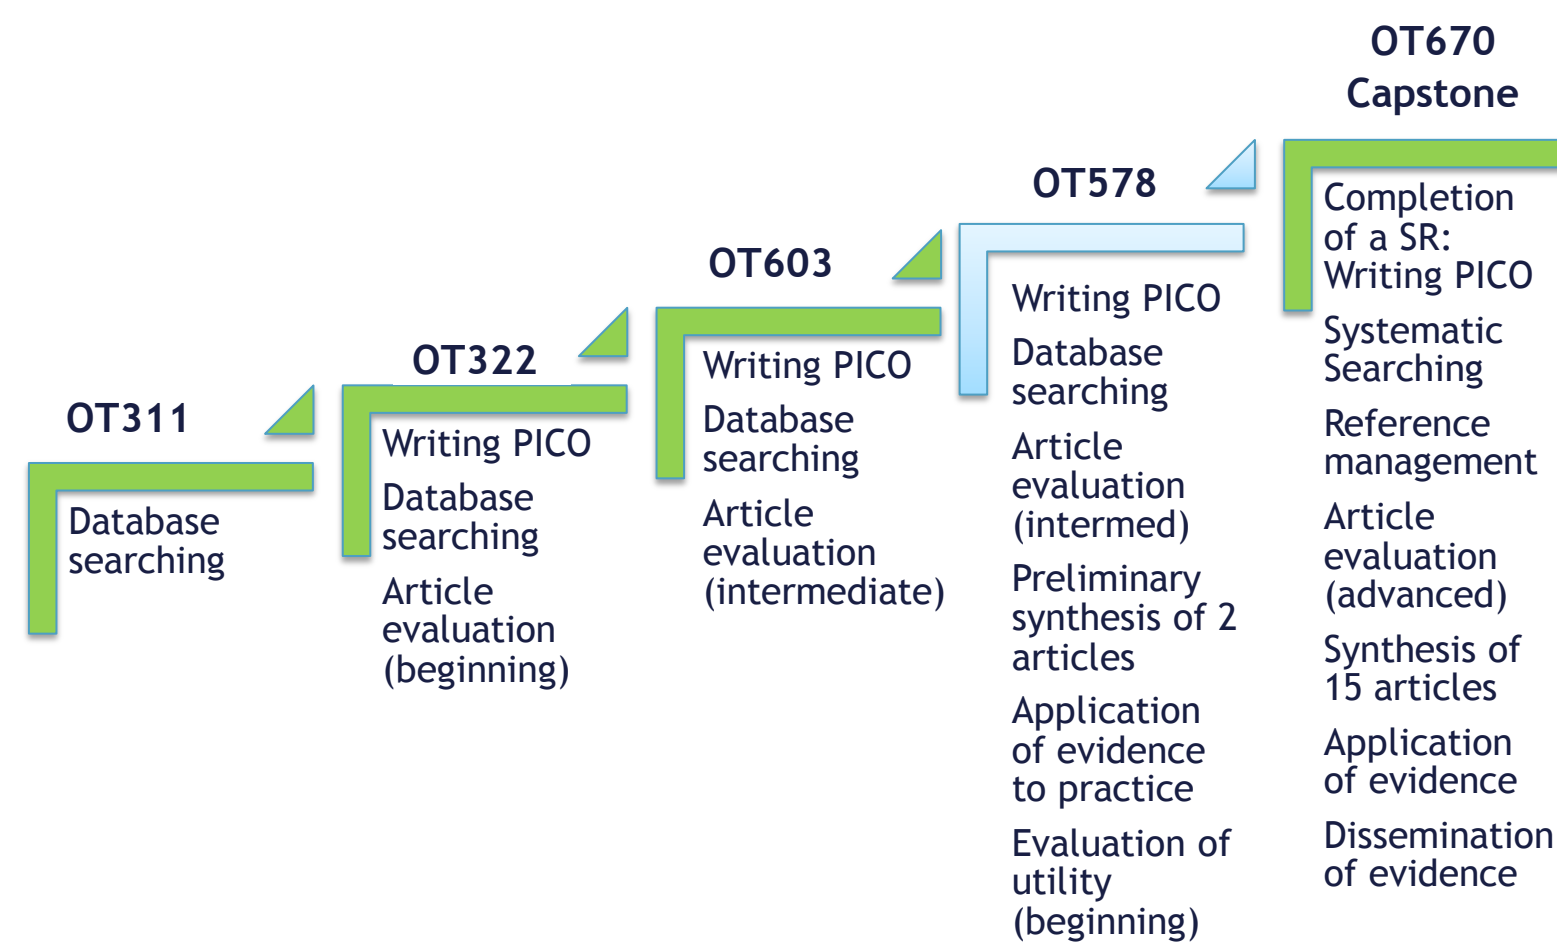 OT311
Database
searching
OT322
Writing PICO
Database
searching
Article
evaluation
(beginning)
OT603
Writing PICO
Database
searching
Article
evaluation
(intermediate)
OT578
Writing PICO
Database
searching
Article
evaluation
(intermed)
Preliminary
synthesis of 2
articles
Application
of evidence
to practice
Evaluation of
utility
(beginning)
OT670
Capstone
Completion
of a SR:
Writing PICO
Systematic
Searching
Reference
management
Article
evaluation
(advanced)
Synthesis of
15 articles
Application
of evidence
Dissemination
of evidence